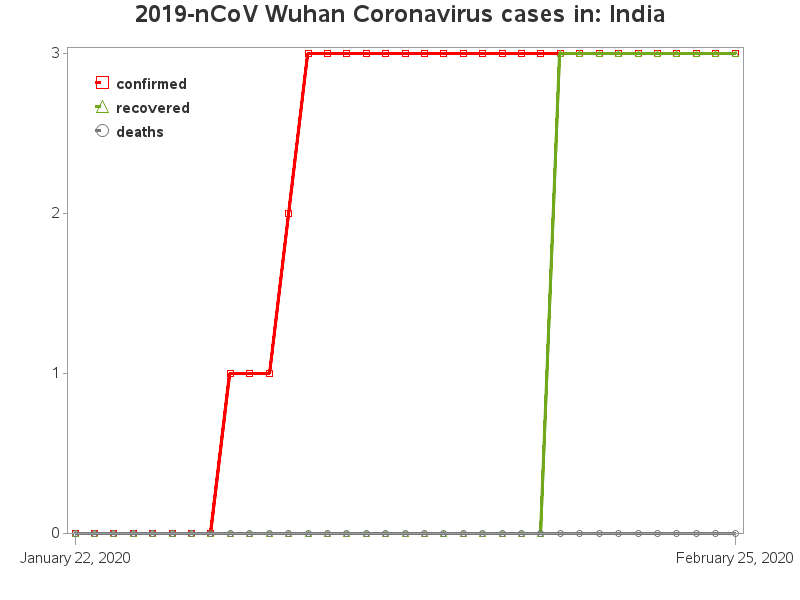 2019-nCoV Wuhan Coronavirus cases in: India
3
confirmed
recovered
deaths
2
1
0
January 22, 2020
February 25, 2020